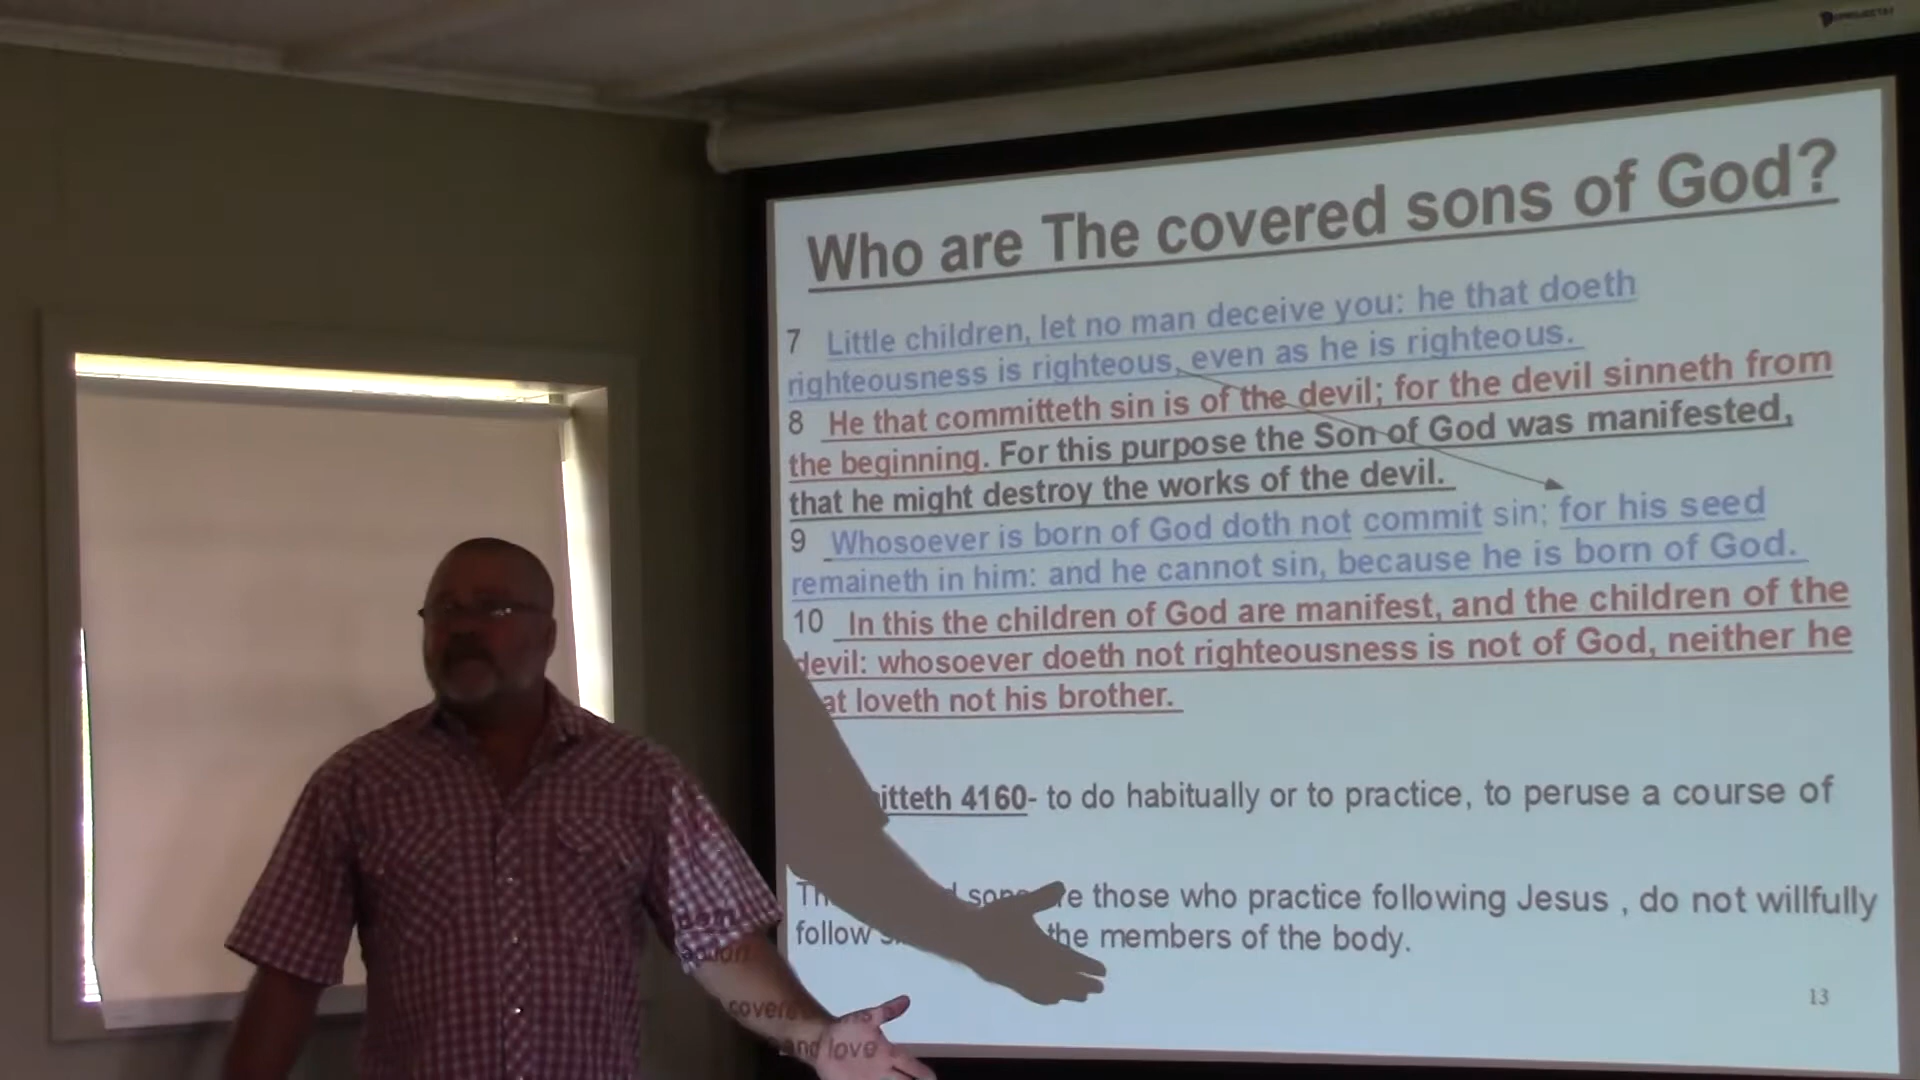 Who are The covered sons of God?
7 Little children, let no man deceive you: he that doeth
righteousness is righteous, even as he is righteous.
8 He that committeth sin is of the devil; for the devil sinneth from
the beginning. For this purpose the Son of God was manifested,
that he might destroy the works of the devil.
9 Whosoever is born of God doth not commit sin; for his seed
remaineth in him: and he cannot sin, because he is born of God.
10 In this the children of God are manifest, and the children of the
devil: whosoever doeth not righteousness is not of God, neither he
at loveth not his brother.
itteth 4160- to do habitually or to practice, to peruse a course of
those who practice following Jesus , do not willfully
follow the members of the body.
and love
13